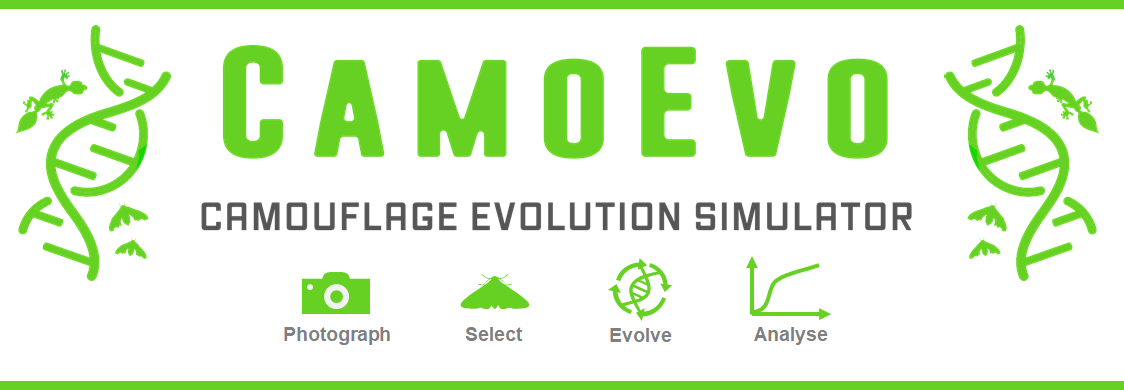 CAMOEVO
CAMOUFLAGE EVOLUTION SIMULATOR
Photograph Select Evolve Analyse